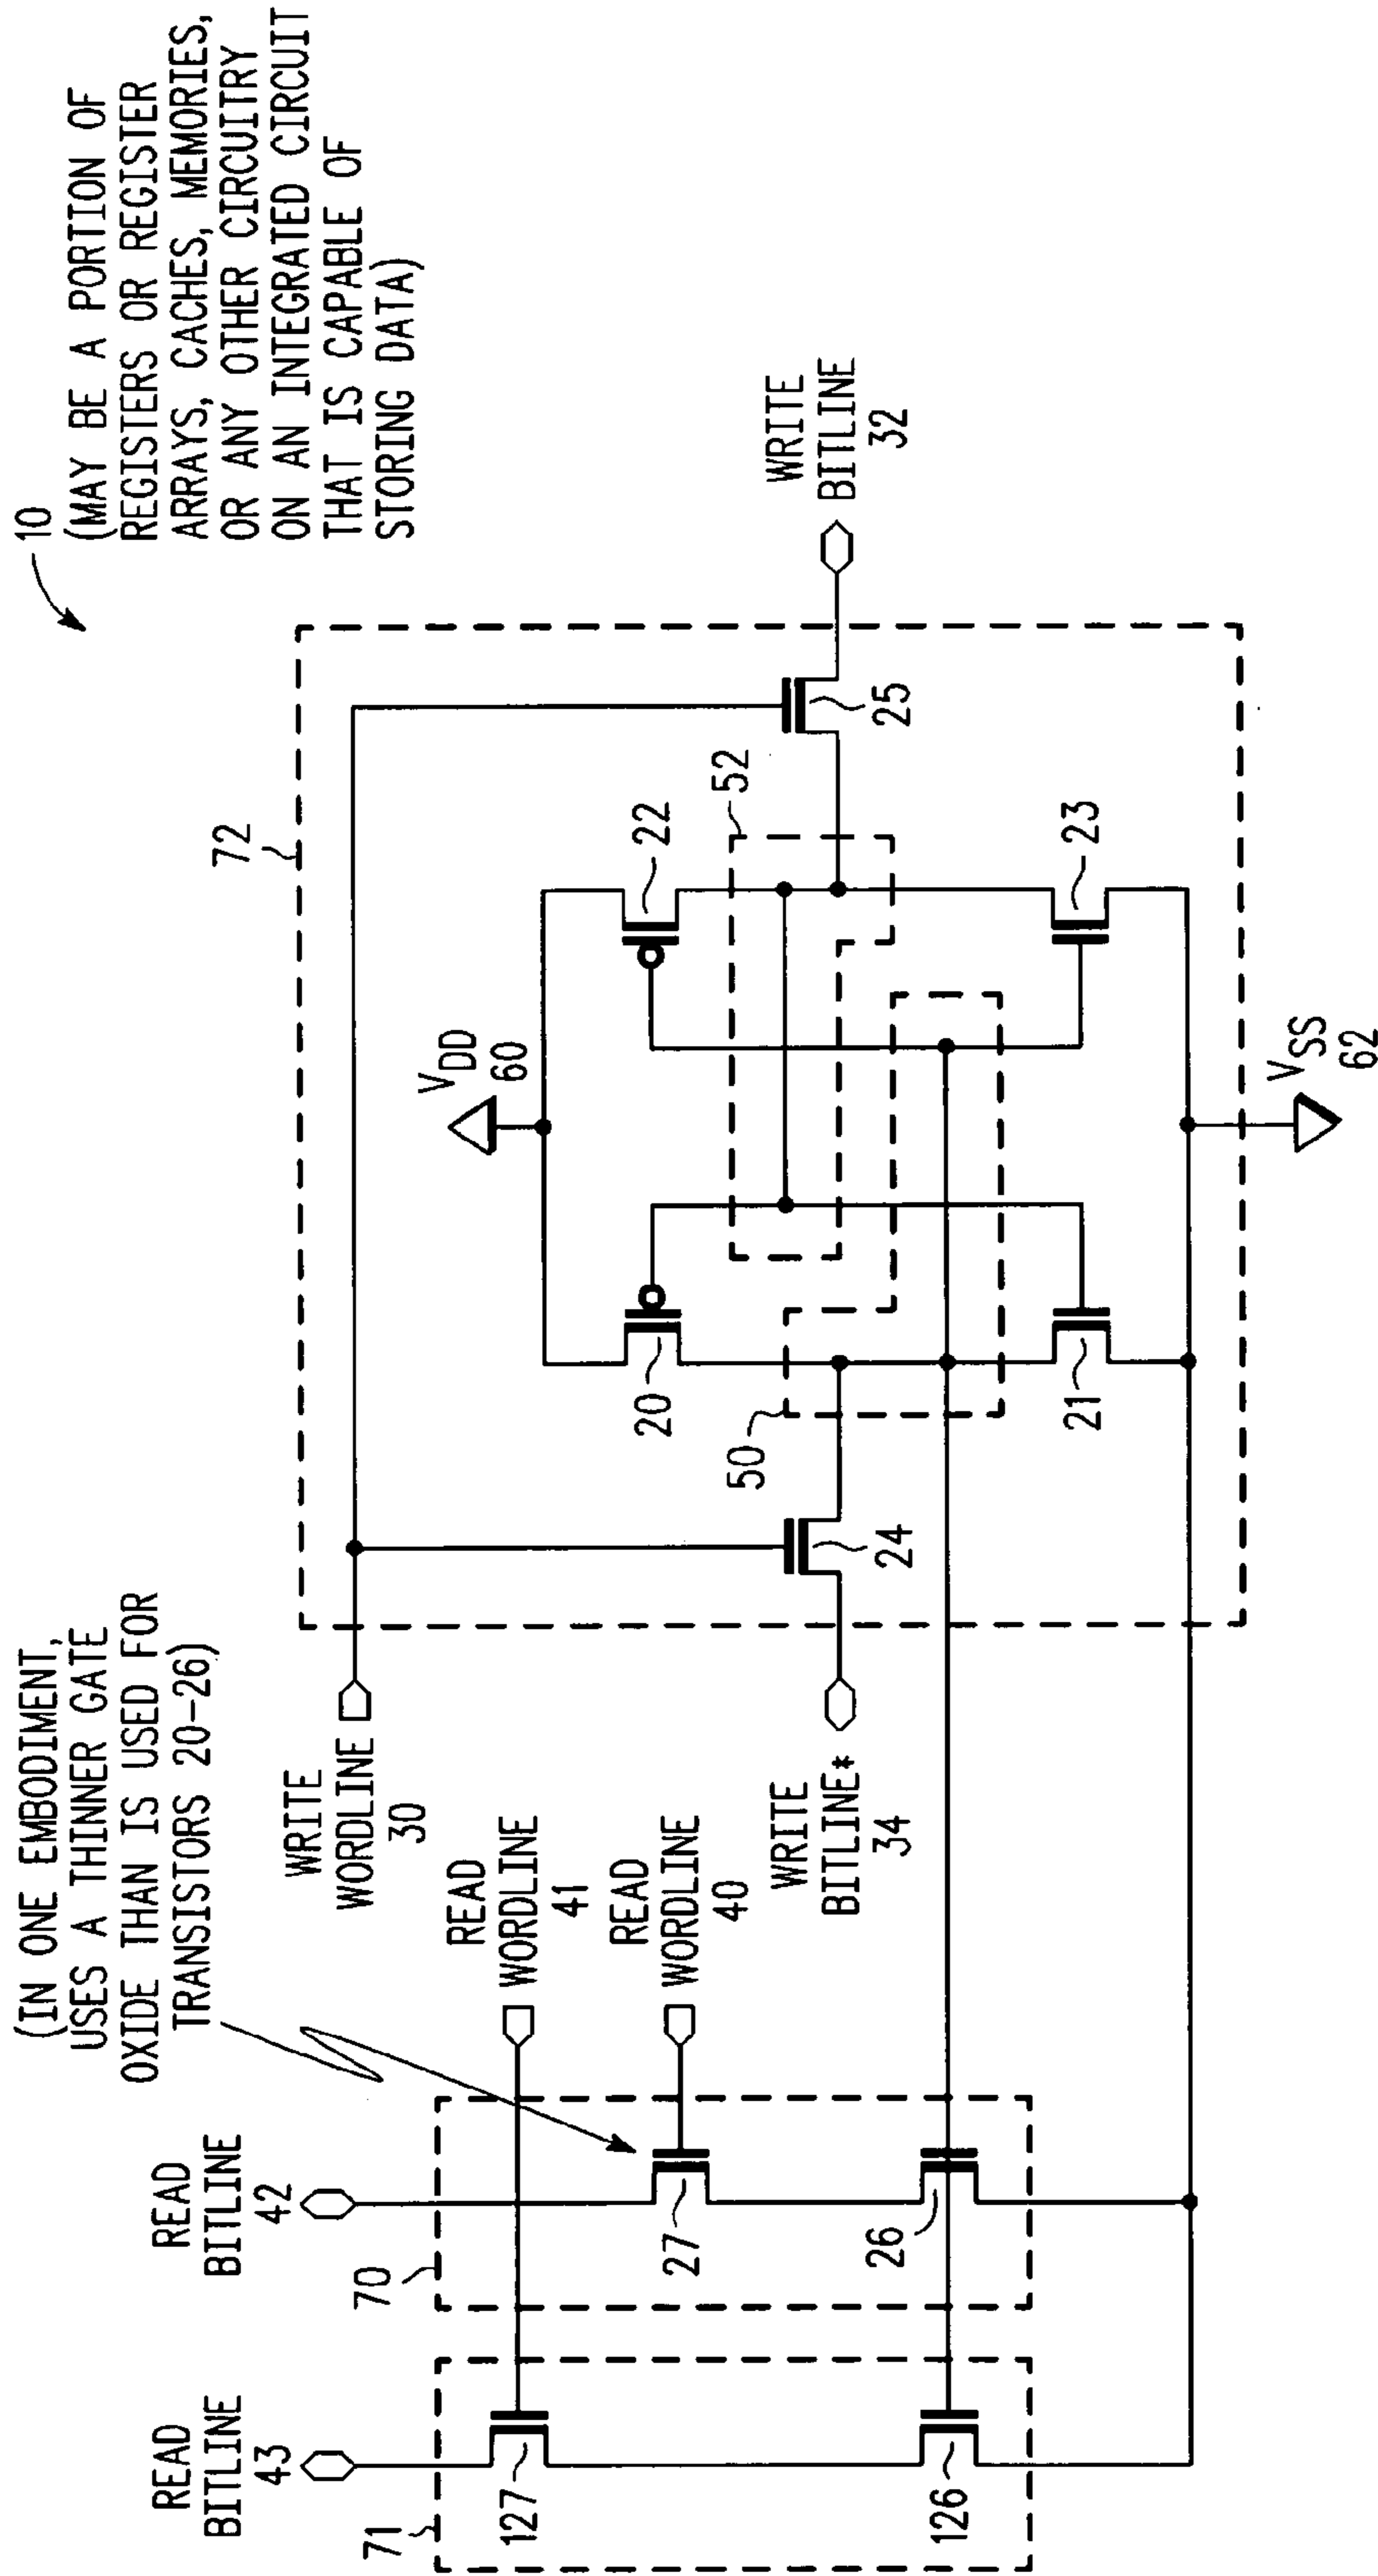 10
(MAY BE A PORTION OF
REGISTERS OR REGISTER
ARRAYS, CACHES, MEMORIES,
OR ANY OTHER CIRCUITRY
ON AN INTEGRATED CIRCUIT
THAT IS CAPABLE OF
STORING DATA)
(IN ONE EMBODIMENT,
USES A THINNER GATE
OXIDE THAN IS USED FOR
TRANSISTORS 20-26)
READ
BITLINE
43
READ
BITLINE
42
WRITE
WORDLINE
30
READ
WORDLINE
41
READ
WORDLINE
40
WRITE
BITLINE*
34
WRITE
BITLINE
32
72
71
70
127
27
126
26
VDD
60
20
22
50
52
24
25
21
23
VSS
62